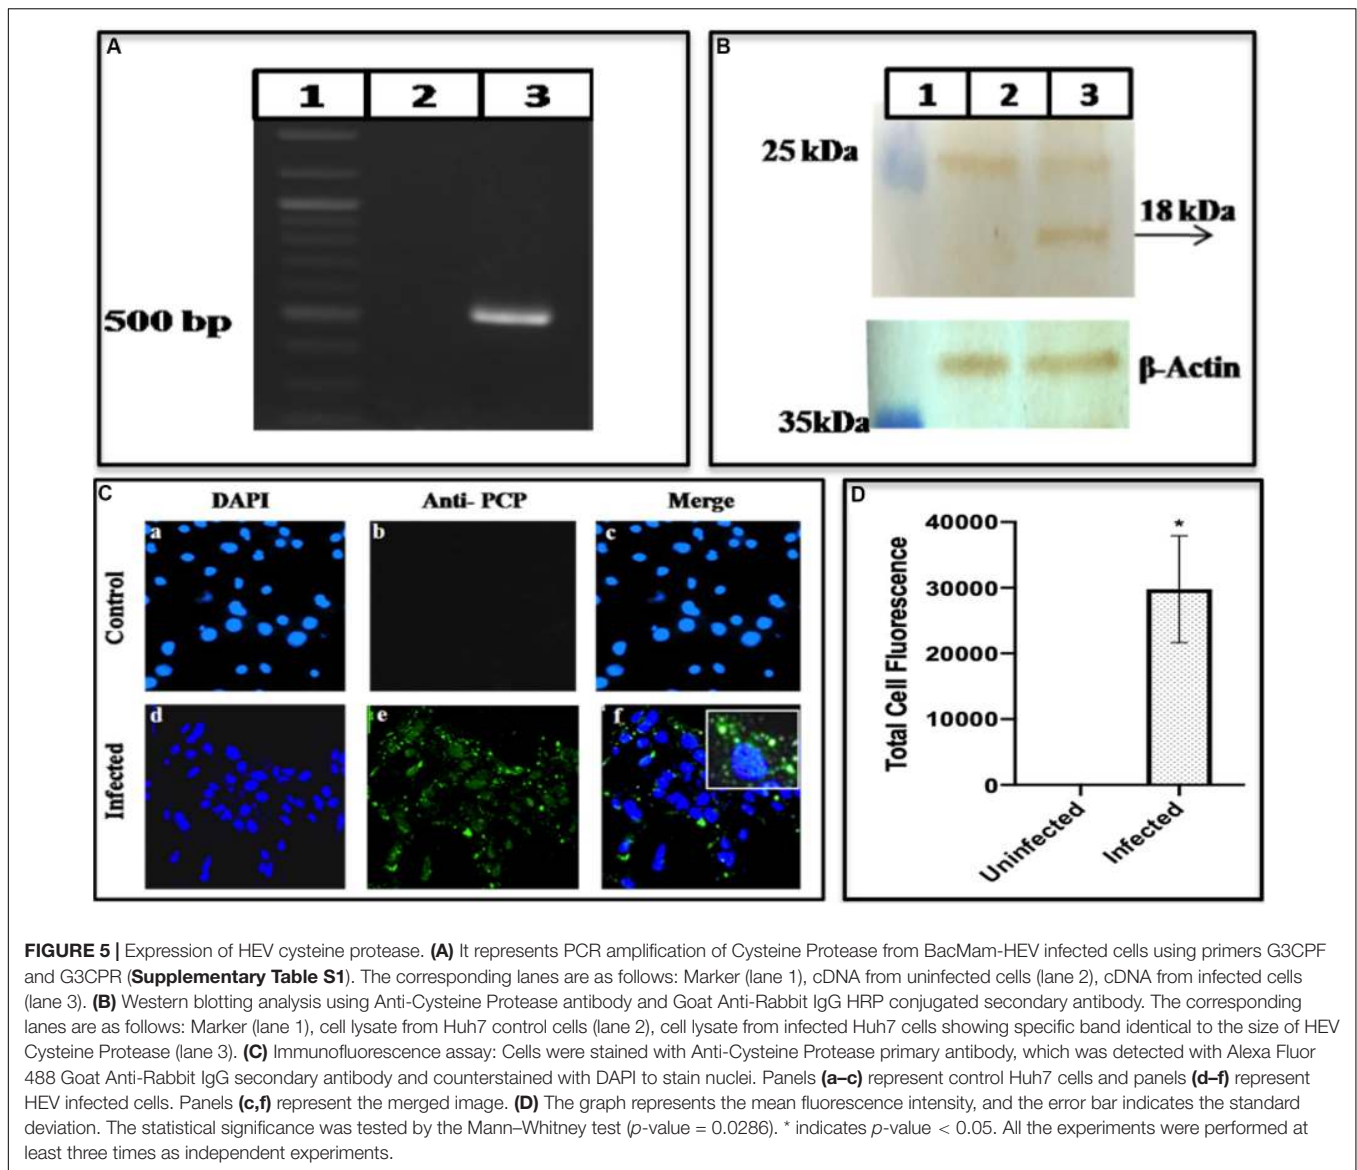 A
1 2 3
500 bp
B
1 2 3
25 kDa
18 kDa
β-Actin
35kDa
C
DAPI Anti- PCP Merge
Control
a b c
Infected
d e f
D
*
Total Cell Fluorescence
40000
30000
20000
10000
0
Uninfected Infected
FIGURE 5 | Expression of HEV cysteine protease. (A) It represents PCR amplification of Cysteine Protease from BacMam-HEV infected cells using primers G3CPF
and G3CPR (Supplementary Table S1). The corresponding lanes are as follows: Marker (lane 1), cDNA from uninfected cells (lane 2), cDNA from infected cells
(lane 3). (B) Western blotting analysis using Anti-Cysteine Protease antibody and Goat Anti-Rabbit IgG HRP conjugated secondary antibody. The corresponding
lanes are as follows: Marker (lane 1), cell lysate from Huh7 control cells (lane 2), cell lysate from infected Huh7 cells showing specific band identical to the size of HEV
Cysteine Protease (lane 3). (C) Immunofluorescence assay: Cells were stained with Anti-Cysteine Protease primary antibody, which was detected with Alexa Fluor
488 Goat Anti-Rabbit IgG secondary antibody and counterstained with DAPI to stain nuclei. Panels (a–c) represent control Huh7 cells and panels (d–f) represent
HEV infected cells. Panels (c,f) represent the merged image. (D) The graph represents the mean fluorescence intensity, and the error bar indicates the standard
deviation. The statistical significance was tested by the Mann–Whitney test (p-value = 0.0286). * indicates p-value < 0.05. All the experiments were performed at
least three times as independent experiments.